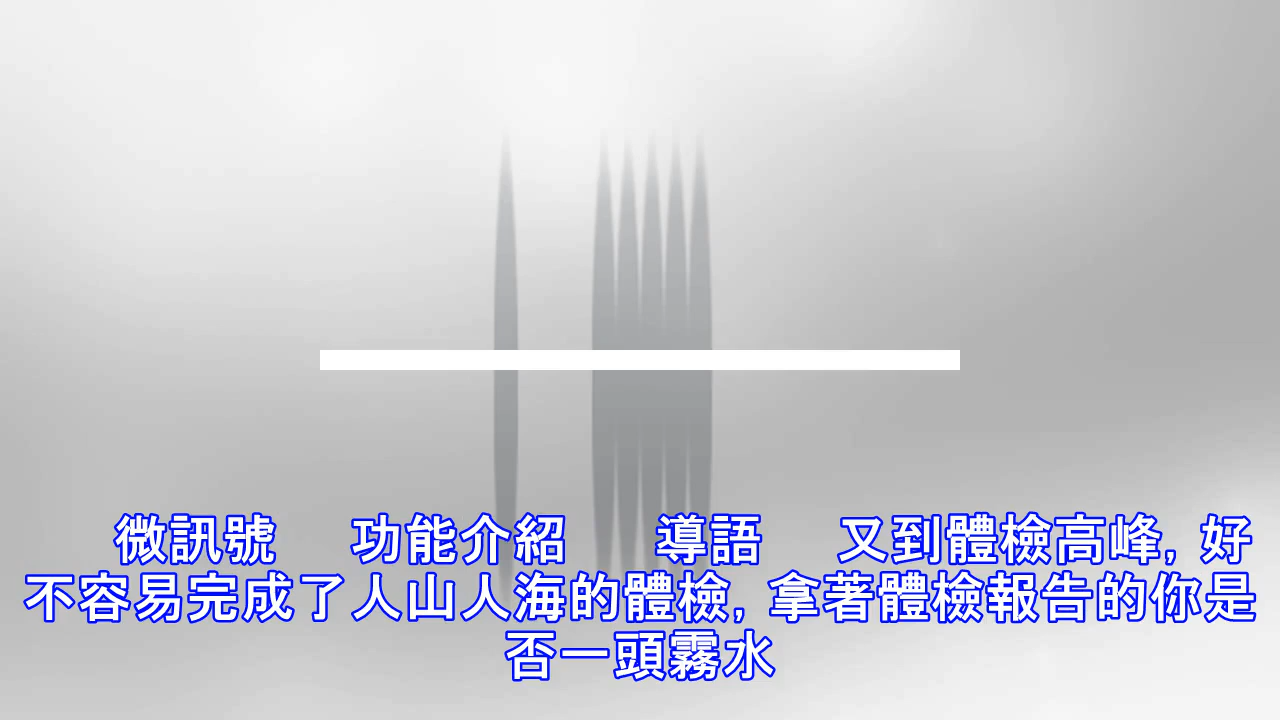 微訊號 功能介紹 導語 又到體檢高峰, 好
不容易完成了人山人海的體檢, 拿著體檢報告的你是
否一頭霧水